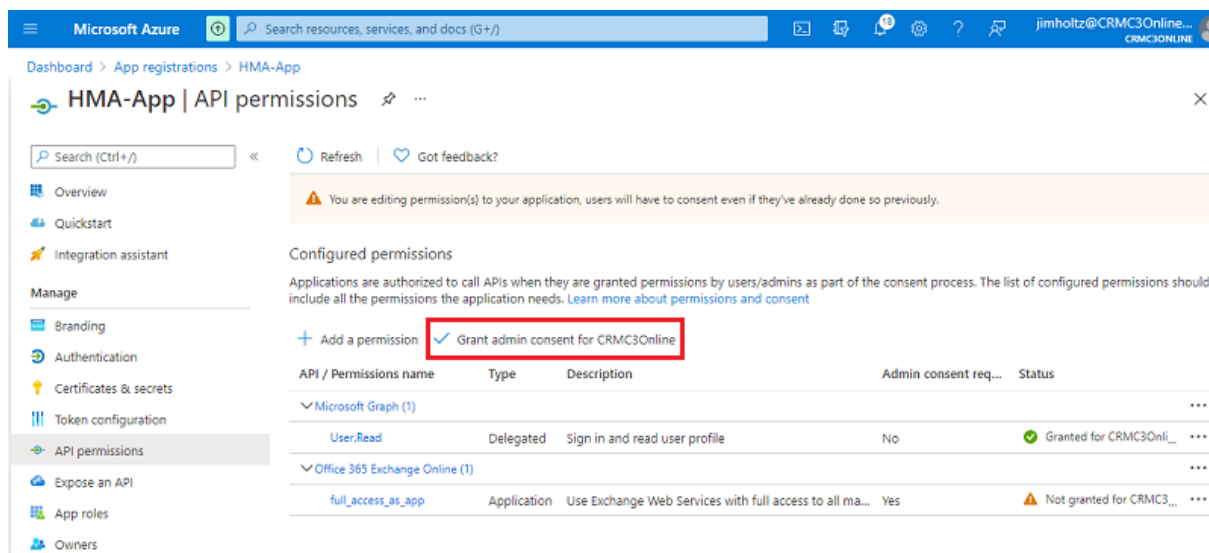 Microsoft Azure
Search resources, services, and docs (G+/)
18
jimholtz@CRMC3Online...
CRMC3ONLINE
Dashboard > App registrations > HMA-App
HMA-App | API permissions
Search (Ctrl+/)
Refresh
Got feedback?
Overview
Quickstart
Integration assistant
Manage
Branding
Authentication
Certificates & secrets
Token configuration
API permissions
Expose an API
App roles
Owners
You are editing permission(s) to your application, users will have to consent even if they've already done so previously.
Configured permissions
Applications are authorized to call APIs when they are granted permissions by users/admins as part of the consent process. The list of configured permissions should
include all the permissions the application needs. Learn more about permissions and consent
Add a permission
Grant admin consent for CRMC3Online
API / Permissions name Type Description Admin consent req... Status
Microsoft Graph (1)
User.Read Delegated Sign in and read user profile No Granted for CRMC3Onli...
Office 365 Exchange Online (1)
full_access_as_app Application Use Exchange Web Services with full access to all ma... Yes Not granted for CRMC3...